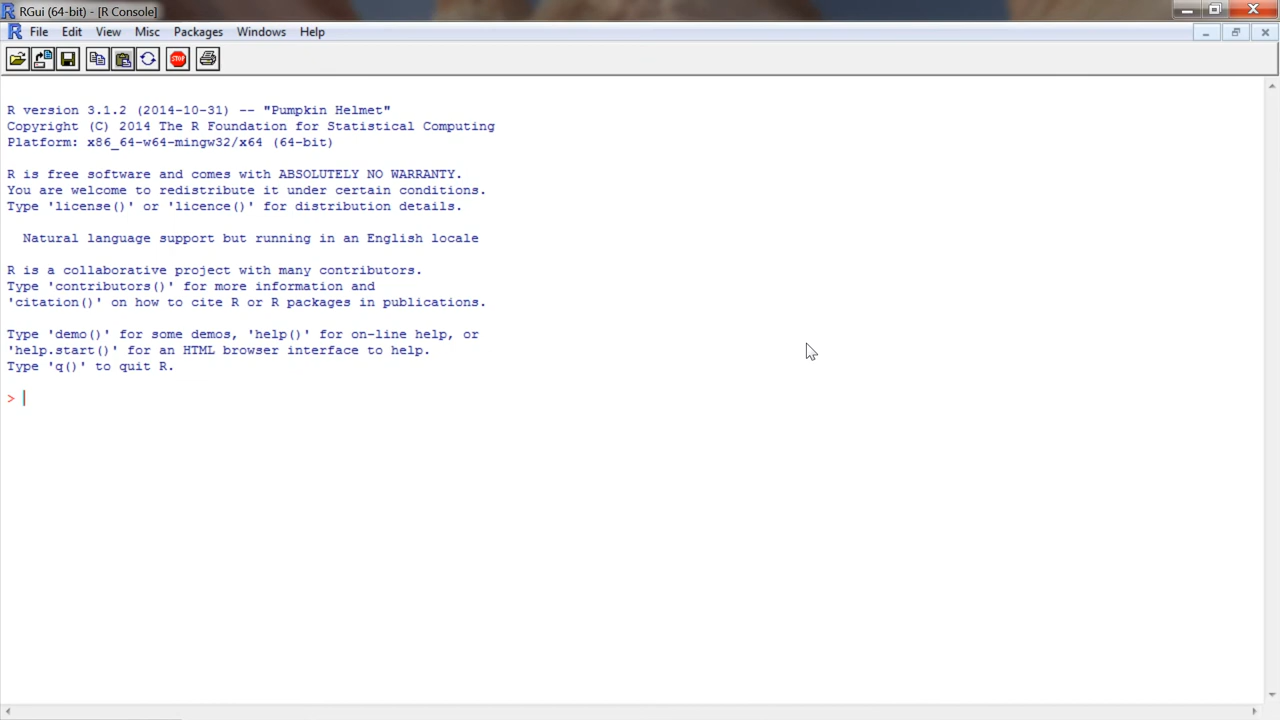 RGui (64-bit) - [R Console]
File Edit View Misc Packages Windows Help
STOP
R version 3.1.2 (2014-10-31) -- "Pumpkin Helmet"
Copyright (C) 2014 The R Foundation for Statistical Computing
Platform: x86_64-w64-mingw32/x64 (64-bit)
R is free software and comes with ABSOLUTELY NO WARRANTY.
You are welcome to redistribute it under certain conditions.
Type 'license()' or 'licence()' for distribution details.
Natural language support but running in an English locale
R is a collaborative project with many contributors.
Type 'contributors()' for more information and
'citation()' on how to cite R or R packages in publications.
Type 'demo()' for some demos, 'help()' for on-line help, or
'help.start()' for an HTML browser interface to help.
Type 'q()' to quit R.
>